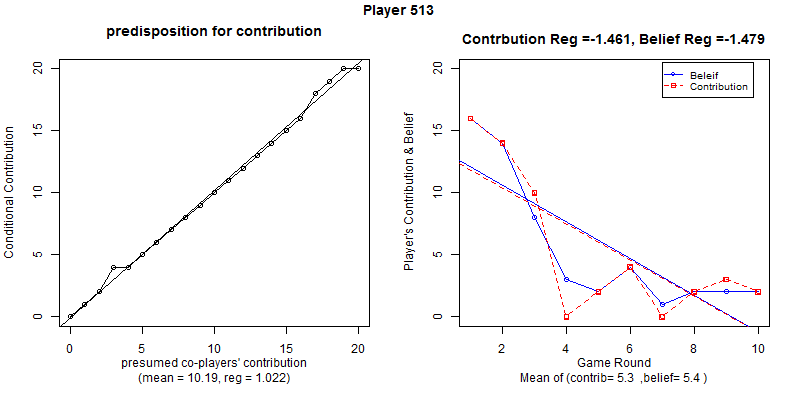 Player 513
predisposition for contribution
Conditional Contribution
20
15
10
5
0
0 5 10 15 20
presumed co-players' contribution
(mean = 10.19, reg = 1.022)
Contrbution Reg =-1.461, Belief Reg =-1.479
Player's Contribution & Belief
20
15
10
5
0
Beleif
Contribution
2 4 6 8 10
Game Round
Mean of (contrib= 5.3 ,belief= 5.4 )